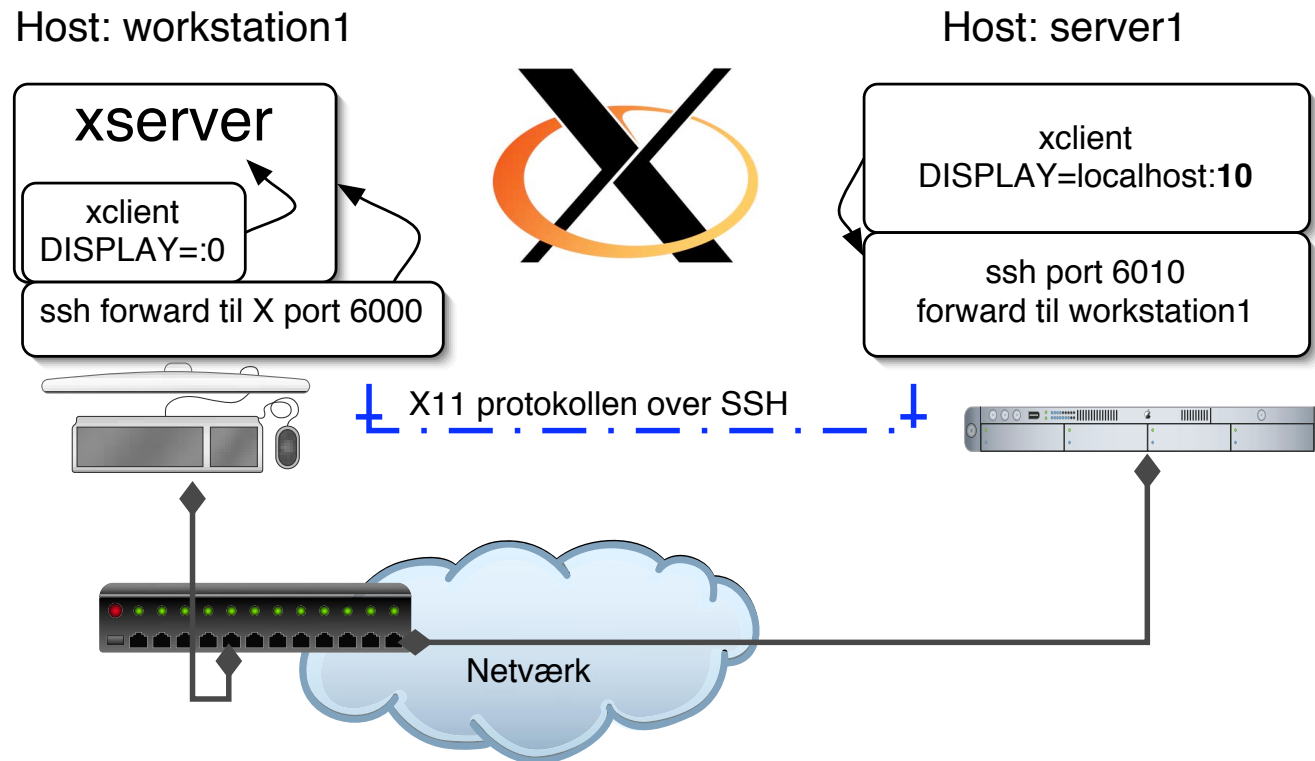 Host: workstation1
Host: server1
xserver
xclient
DISPLAY=:0
ssh forward til X port 6000
xclient
DISPLAY=localhost:10
ssh port 6010
forward til workstation1
X11 protokollen over SSH
Netværk